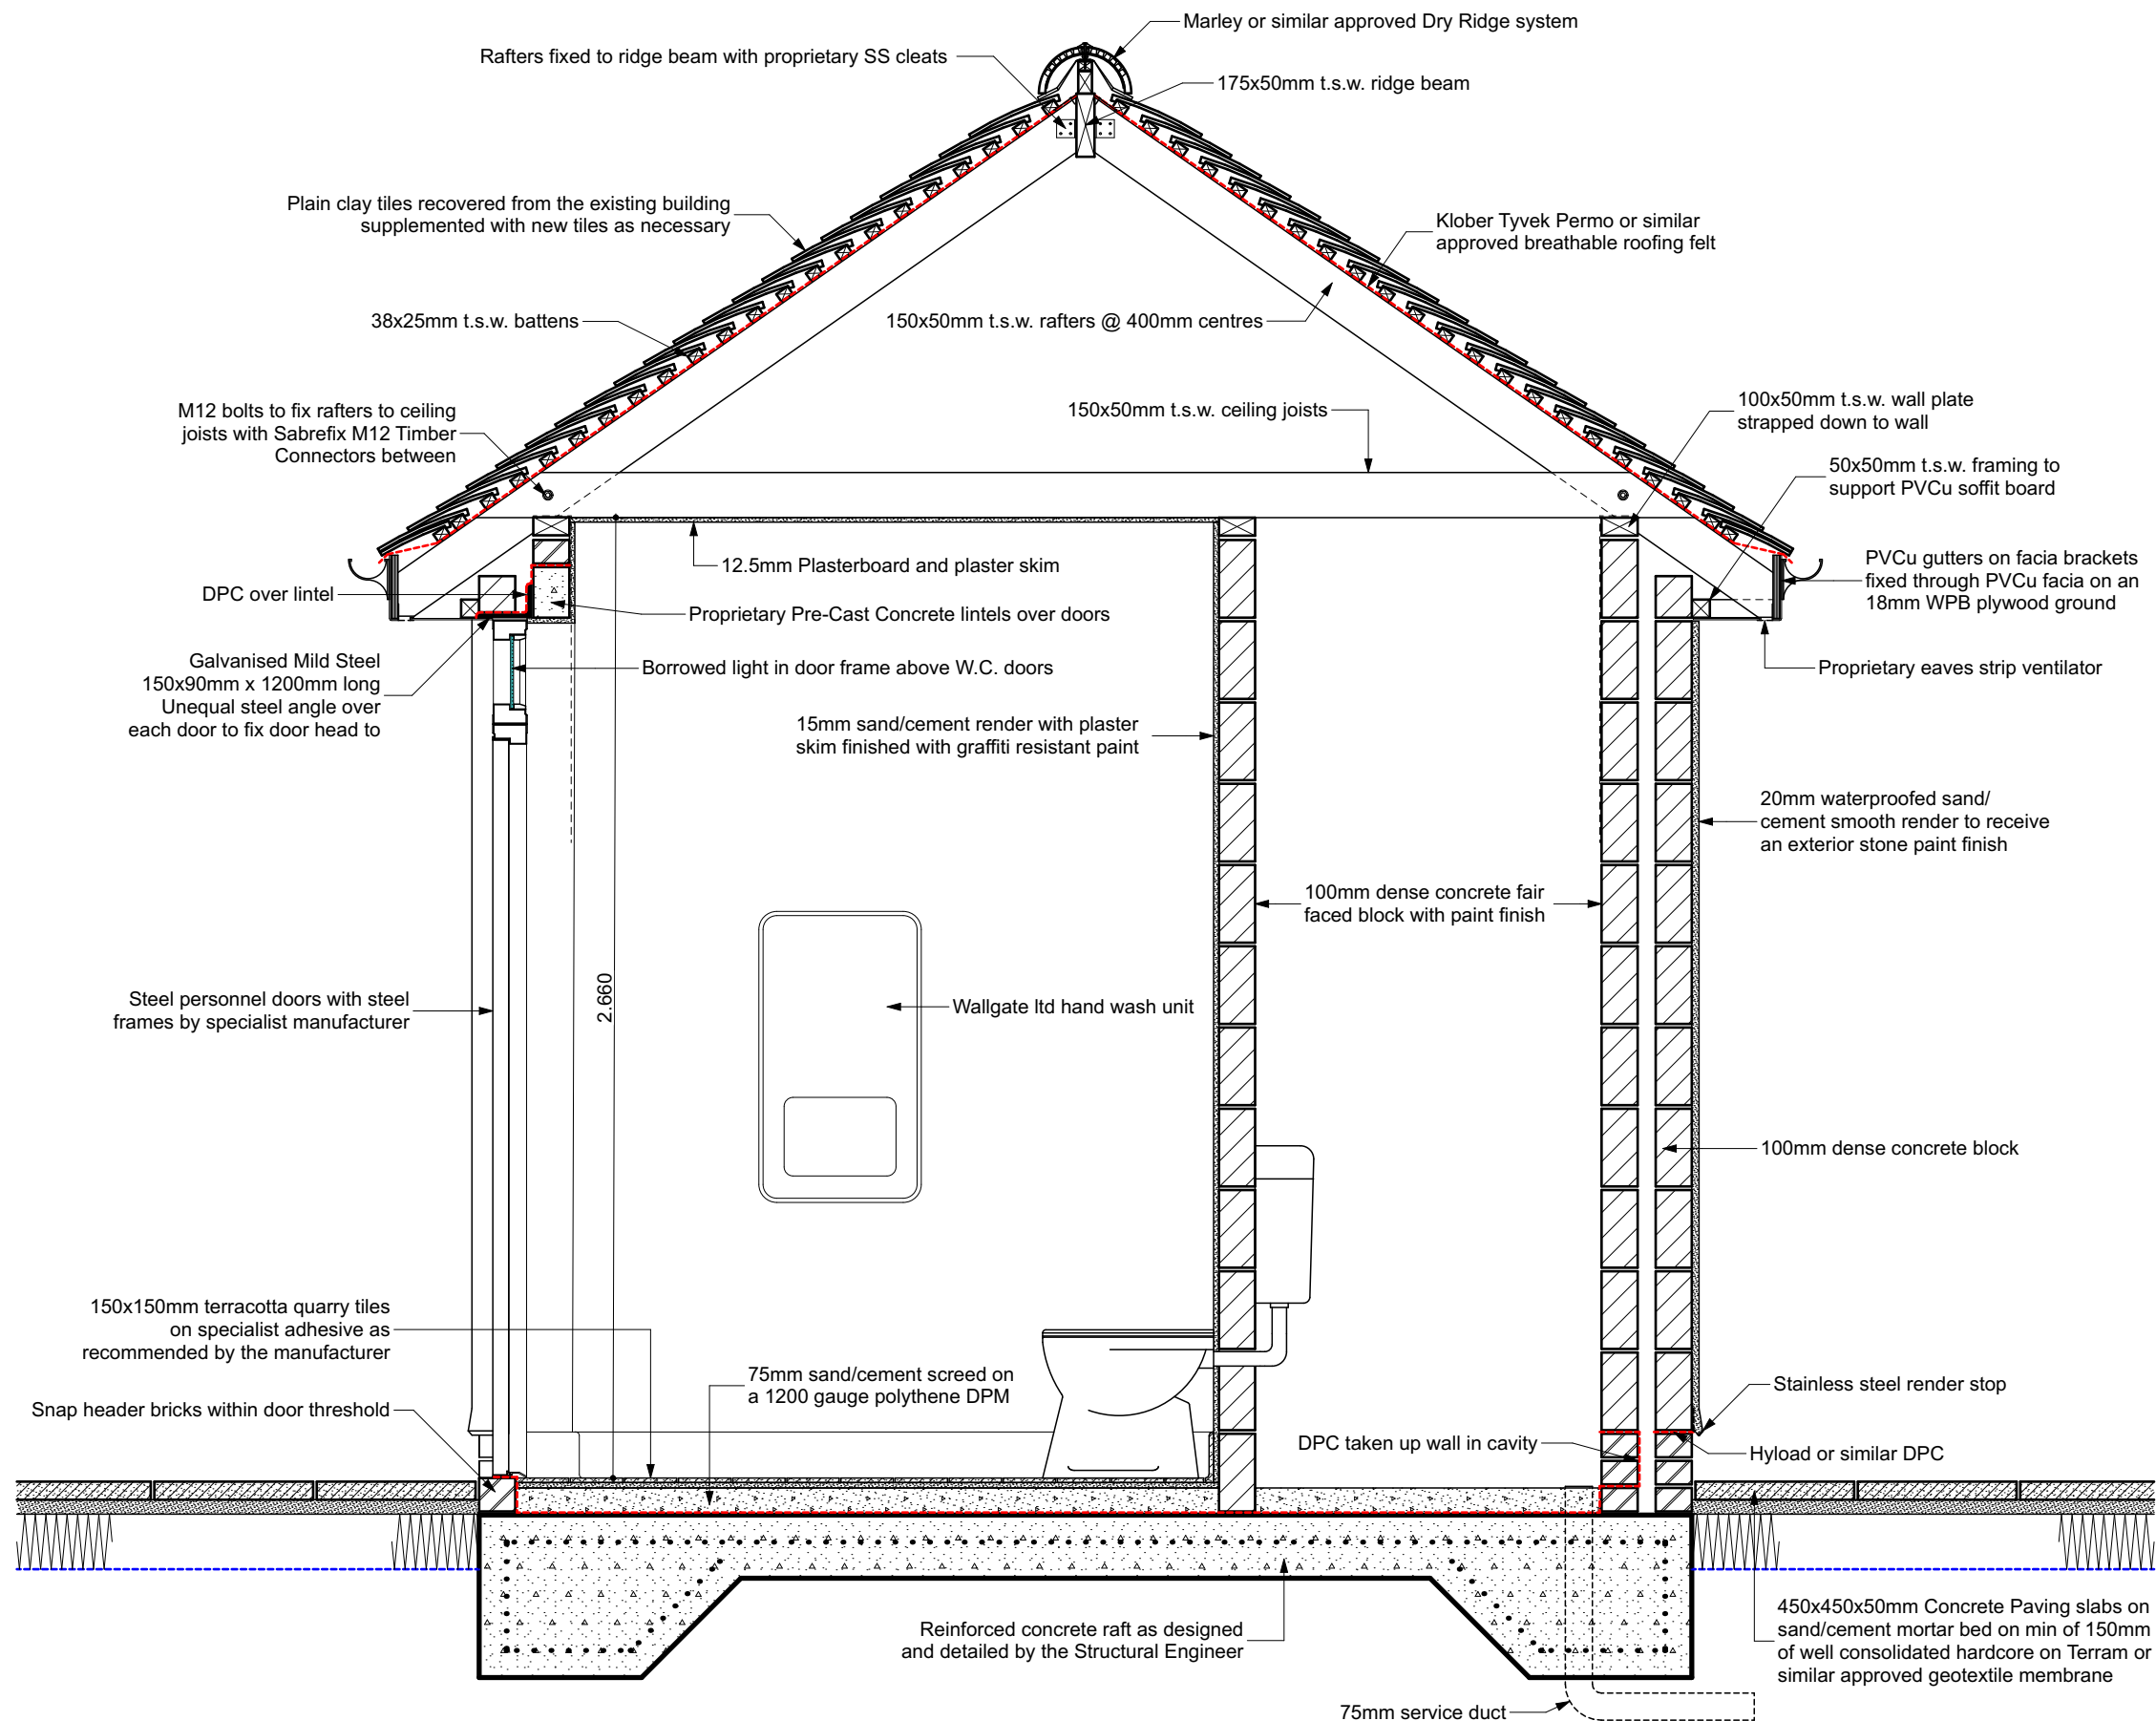 Marley or similar approved Dry Ridge system
Rafters fixed to ridge beam with proprietary SS cleats
175x50mm t.s.w. ridge beam
Plain clay tiles recovered from the existing building
supplemented with new tiles as necessary
Klober Tyvek Permo or similar
approved breathable roofing felt
38x25mm t.s.w. battens
150x50mm t.s.w. rafters @ 400mm centres
M12 bolts to fix rafters to ceiling
joists with Sabrefix M12 Timber
Connectors between
150x50mm t.s.w. ceiling joists
100x50mm t.s.w. wall plate
strapped down to wall
50x50mm t.s.w. framing to
support PVCu soffit board
12.5mm Plasterboard and plaster skim
PVCu gutters on facia brackets
fixed through PVCu facia on an
18mm WPB plywood ground
DPC over lintel
Proprietary Pre-Cast Concrete lintels over doors
Galvanised Mild Steel
150x90mm x 1200mm long
Unequal steel angle over
each door to fix door head to
Borrowed light in door frame above W.C. doors
Proprietary eaves strip ventilator
15mm sand/cement render with plaster
skim finished with graffiti resistant paint
20mm waterproofed sand/
cement smooth render to receive
an exterior stone paint finish
100mm dense concrete fair
faced block with paint finish
2.660
Steel personnel doors with steel
frames by specialist manufacturer
Wallgate ltd hand wash unit
100mm dense concrete block
150x150mm terracotta quarry tiles
on specialist adhesive as
recommended by the manufacturer
75mm sand/cement screed on
a 1200 gauge polythene DPM
Stainless steel render stop
Snap header bricks within door threshold
DPC taken up wall in cavity
Hyload or similar DPC
Reinforced concrete raft as designed
and detailed by the Structural Engineer
450x450x50mm Concrete Paving slabs on
sand/cement mortar bed on min of 150mm
of well consolidated hardcore on Terram or
similar approved geotextile membrane
75mm service duct